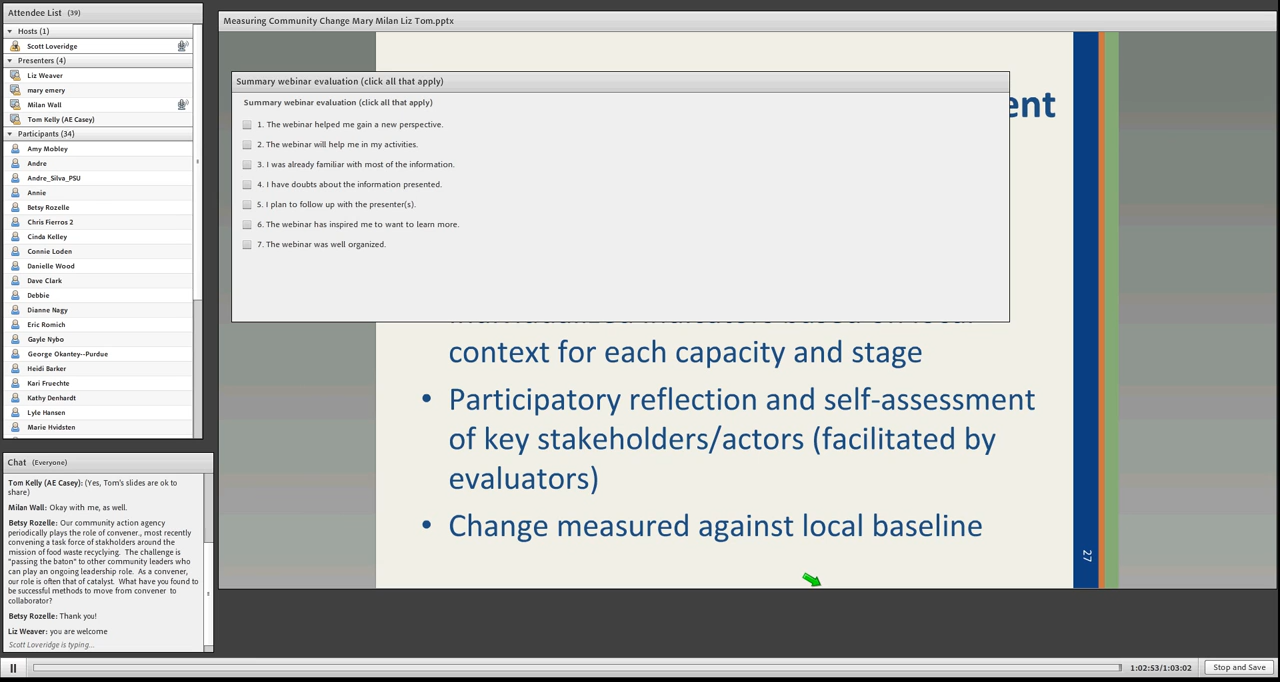 Attendee List (39)
Hosts (1)
Scott Loveridge
Presenters (4)
Liz Weaver
mary emery
Milan Wall
Tom Kelly (AE Casey)
Participants (34)
Amy Mobley
Andre
Andre_Silva_PSU
Annie
Betsy Rozelle
Chris Fierros 2
Cinda Kelley
Connie Loden
Danielle Wood
Dave Clark
Debbie
Dianne Nagy
Eric Romich
Gayle Nybo
George Okantey--Purdue
Heidi Barker
Kari Fruechte
Kathy Denhardt
Lyle Hansen
Marie Hvidsten
Chat (Everyone)
Tom Kelly (AE Casey): (Yes, Tom's slides are ok to
share)
Milan Wall: Okay with me, as well.
Betsy Rozelle: Our community action agency
periodically plays the role of convener., most recently
convening a task force of stakholders around the
mission of food waste recyclying. The challenge is
"passing the baton" to other community leaders who
can play an ongoing leadership role. As a convener,
our role is often that of catalyst. What have you found to
be successful methods to move from convener to
collaborator?
Betsy Rozelle: Thank you!
Liz Weaver: you are welcome
Scott Loveridge is typing...
Measuring Community Change Mary Milan Liz Tom.pptx
ent
Summary webinar evaluation (click all that apply)
Summary webinar evaluation (click all that apply)
1. The webinar helped me gain a new perspective.
2. The webinar will help me in my activities.
3. I was already familiar with most of the information.
4. I have doubts about the information presented.
5. I plan to follow up with the presenter(s).
6. The webinar has inspired me to want to learn more.
7. The webinar was well organized.
context for each capacity and stage
• Participatory reflection and self-assessment
of key stakeholders/actors (facilitated by
evaluators)
• Change measured against local baseline
27
1:02:53/1:03:02
Stop and Save